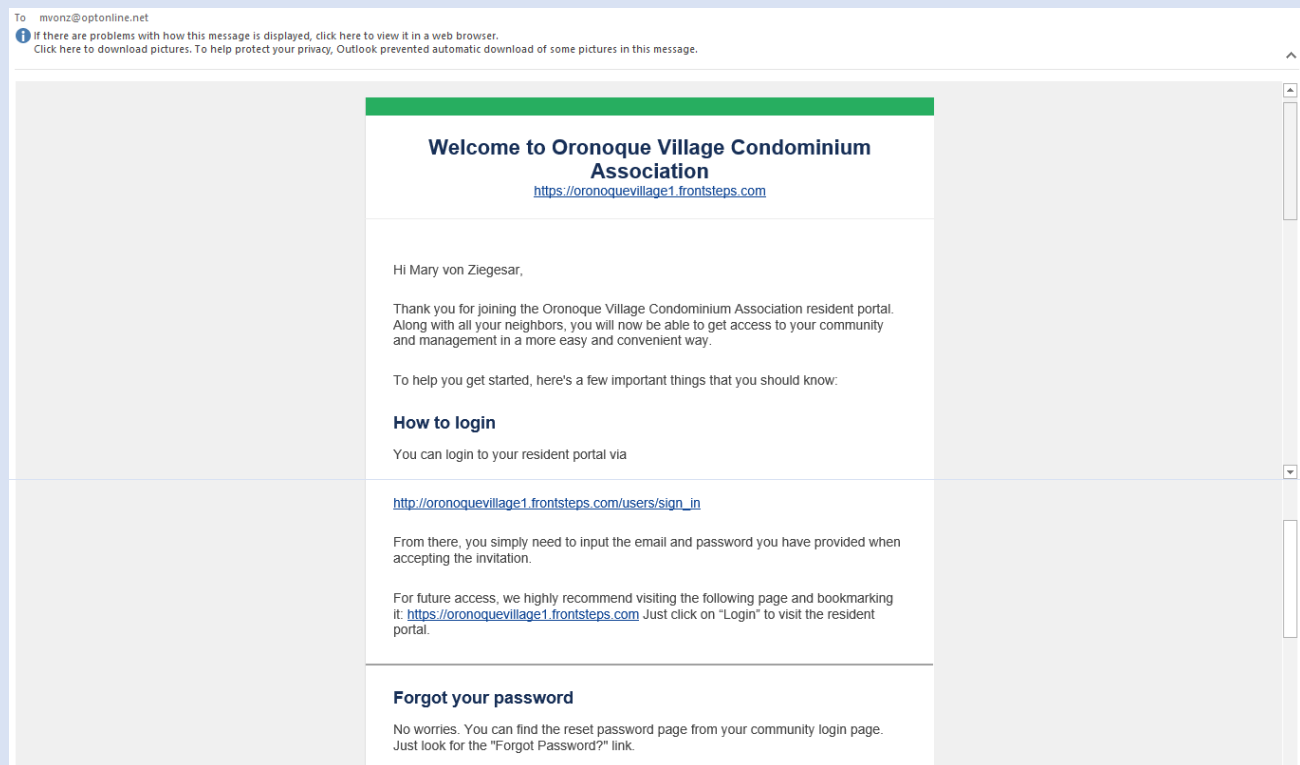 To mvonz@optonline.net
If there are problems with how this message is displayed, click here to view it in a web browser.
Click here to download pictures. To help protect your privacy, Outlook prevented automatic download of some pictures in this message.
Welcome to Oronoque Village Condominium
Association
https://oronoquevillage1.frontsteps.com
Hi Mary von Ziegesar,
Thank you for joining the Oronoque Village Condominium Association resident portal.
Along with all your neighbors, you will now be able to get access to your community
and management in a more easy and convenient way.
To help you get started, here's a few important things that you should know:
How to login
You can login to your resident portal via
http://oronoquevillage1.frontsteps.com/users/sign_in
From there, you simply need to input the email and password you have provided when
accepting the invitation.
For future access, we highly recommend visiting the following page and bookmarking
it: https://oronoquevillage1.frontsteps.com Just click on “Login” to visit the resident
portal.
Forgot your password
No worries. You can find the reset password page from your community login page.
Just look for the "Forgot Password?" link.